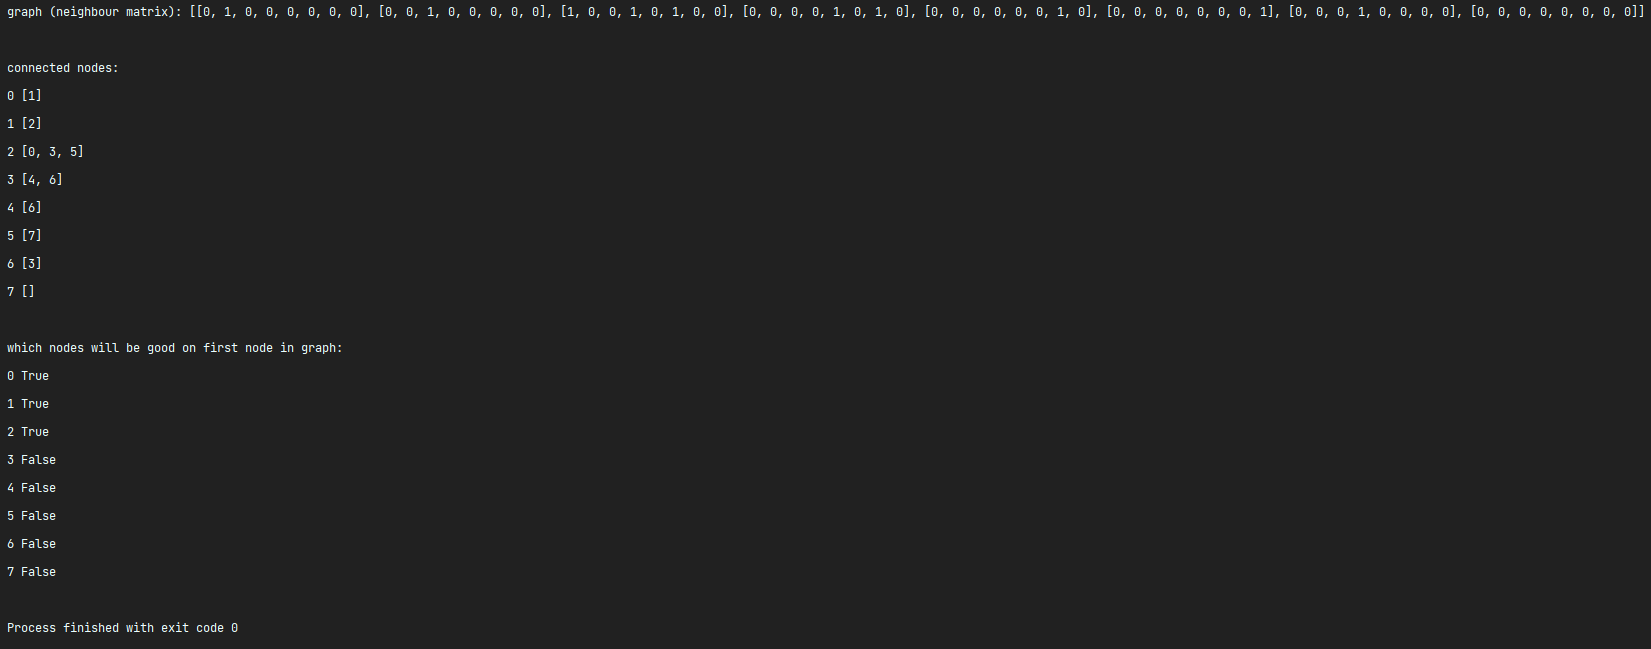 graph (neighbour matrix): [[0, 1, 0, 0, 0, 0, 0, 0], [0, 0, 1, 0, 0, 0, 0, 0], [1, 0, 0, 1, 0, 1, 0, 0], [0, 0, 0, 0, 1, 0, 1, 0], [0, 0, 0, 0, 0, 0, 1, 0], [0, 0, 0, 0, 0, 0, 0, 1], [0, 0, 0, 1, 0, 0, 0, 0], [0, 0, 0, 0, 0, 0, 0, 0]]
connected nodes:
0 [1]
1 [2]
2 [0, 3, 5]
3 [4, 6]
4 [6]
5 [7]
6 [3]
7 []
which nodes will be good on first node in graph:
0 True
1 True
2 True
3 False
4 False
5 False
6 False
7 False
Process finished with exit code 0